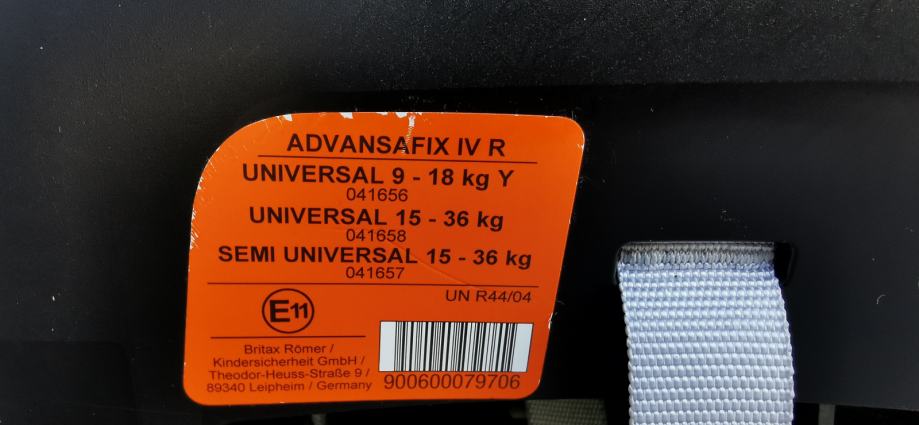 ADVANSAFIX IV R
UNIVERSAL 9 - 18 kg Y
041656
UNIVERSAL 15 - 36 kg
041658
SEMI UNIVERSAL 15 - 36 kg
041657
UN R44/04
E11
Britax Römer /
Kindersicherheit GmbH /
Theodor-Heuss-Straße 9 /
89340 Leipheim / Germany
900600079706